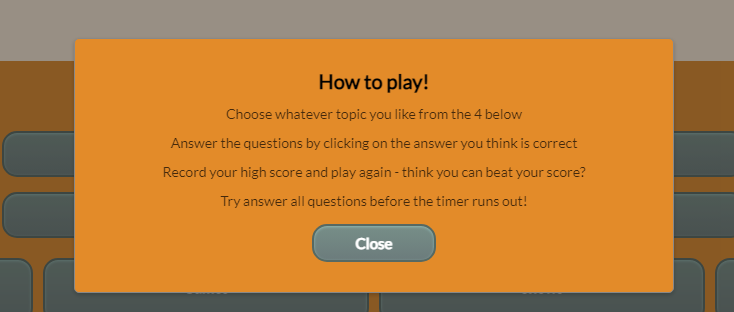 How to play!
Choose whatever topic you like from the 4 below
Answer the questions by clicking on the answer you think is correct
Record your high score and play again - think you can beat your score?
Try answer all questions before the timer runs out!
Close